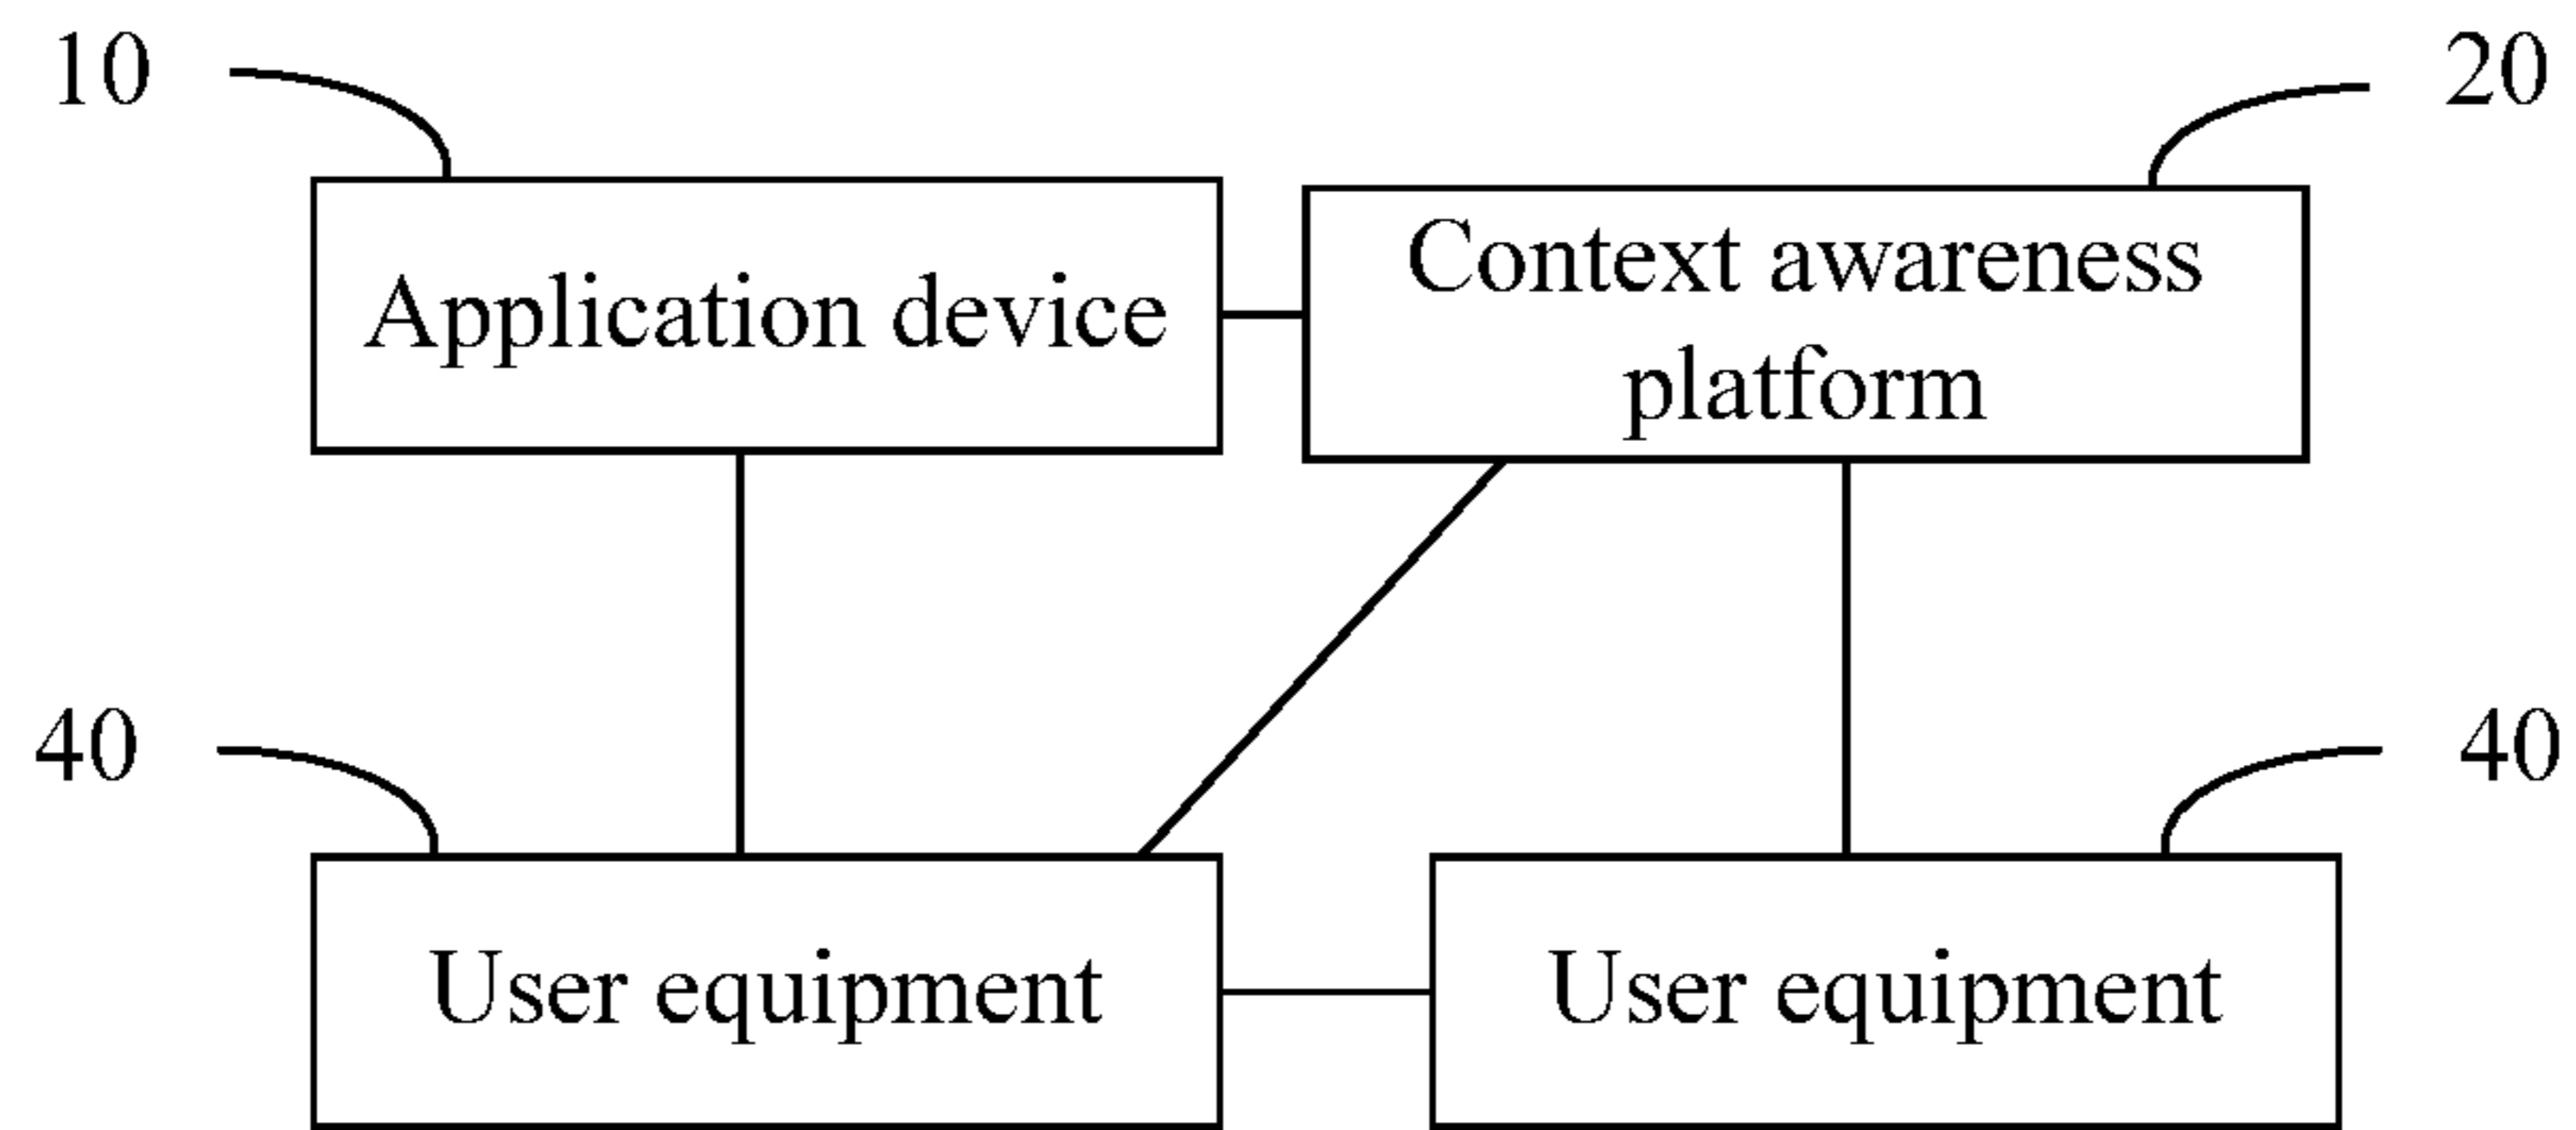 10
20
Application device
Context awareness
platform
40
40
User equipment
User equipment